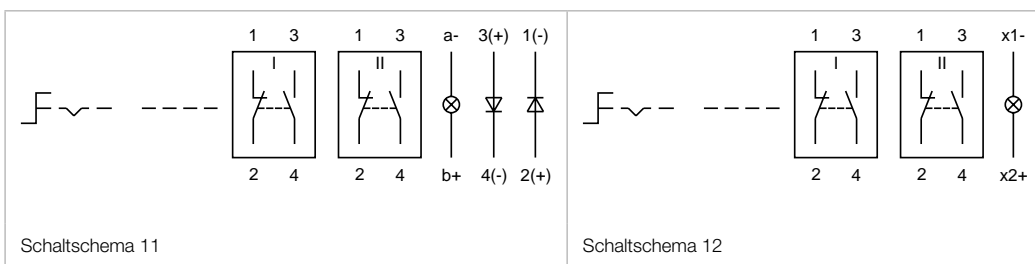 1 3 1 3 a- 3(+) 1(-)
I II
2 4 2 4 b+ 4(-) 2(+)
Schaltschema 11
1 3 1 3 x1-
I II
2 4 2 4 x2+
Schaltschema 12